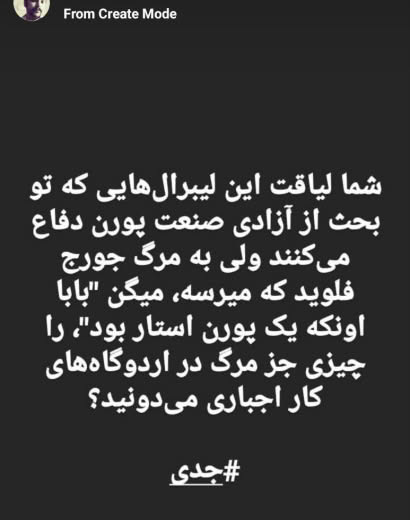 From Create Mode
شما لیاقت این لیبرال‌هایی که تو
بحث از آزادی صنعت پورن دفاع
می‌کنند ولی به مرگ جورج
فلوید که میرسه، میگن "بابا
اونکه یک پورن استار بود"، را
چیزی جز مرگ در اردوگاه‌های
کار اجباری می‌دونید؟
#جدی